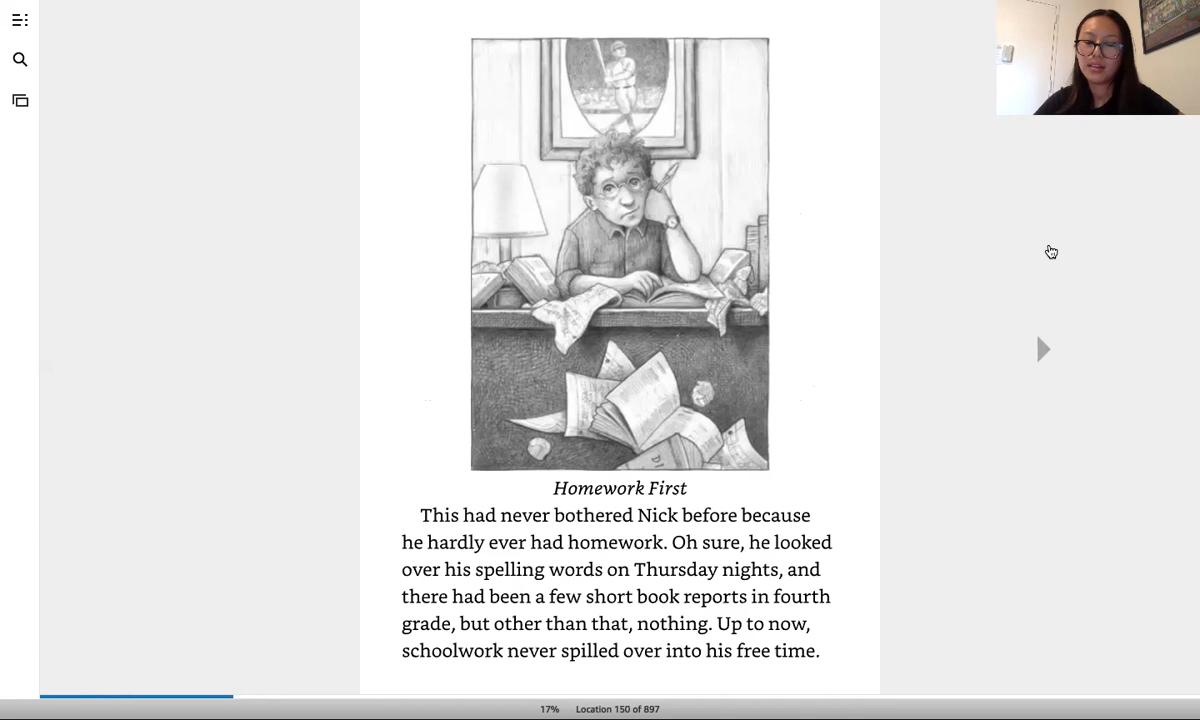 Homework First
This had never bothered Nick before because
he hardly ever had homework. Oh sure, he looked
over his spelling words on Thursday nights, and
there had been a few short book reports in fourth
grade, but other than that, nothing. Up to now,
schoolwork never spilled over into his free time.
17% Location 150 of 897